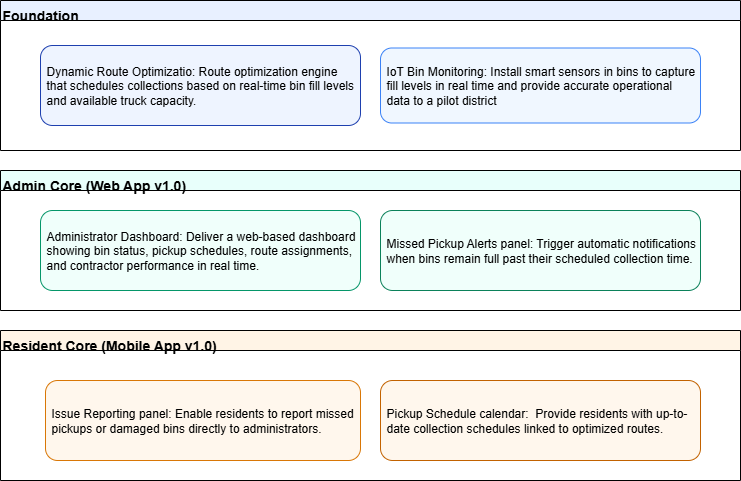 Foundation
Dynamic Route Optimizatio: Route optimization engine
that schedules collections based on real-time bin fill levels
and available truck capacity.
IoT Bin Monitoring: Install smart sensors in bins to capture
fill levels in real time and provide accurate operational
data to a pilot district
Admin Core (Web App v1.0)
Administrator Dashboard: Deliver a web-based dashboard
showing bin status, pickup schedules, route assignments,
and contractor performance in real time.
Missed Pickup Alerts panel: Trigger automatic notifications
when bins remain full past their scheduled collection time.
Resident Core (Mobile App v1.0)
Issue Reporting panel: Enable residents to report missed
pickups or damaged bins directly to administrators.
Pickup Schedule calendar:  Provide residents with up-to-
date collection schedules linked to optimized routes.